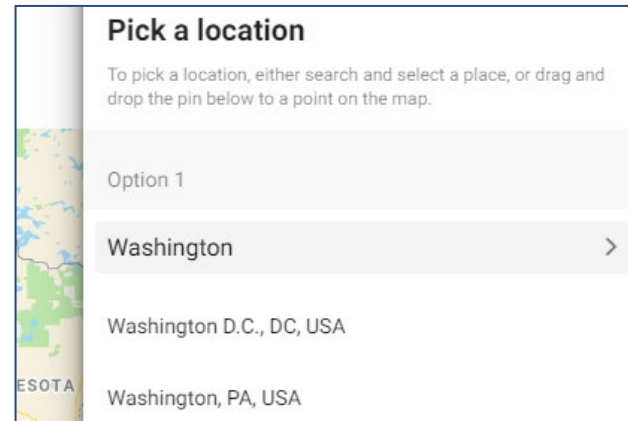 Pick a location
To pick a location, either search and select a place, or drag and
drop the pin below to a point on the map.
Option 1
Washington
Washington D.C., DC, USA
ESOTA
Washington, PA, USA